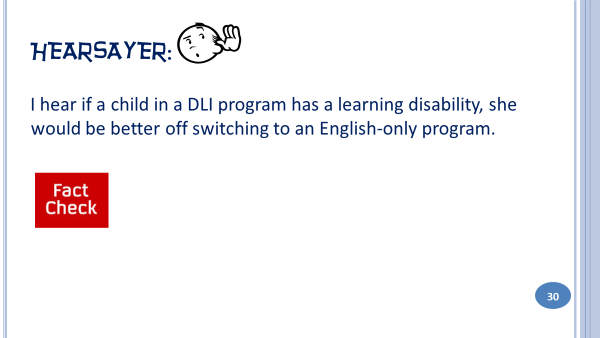 HEARSAYER:
I hear if a child in a DLI program has a learning disability, she
would be better off switching to an English-only program.
Fact
Check
30